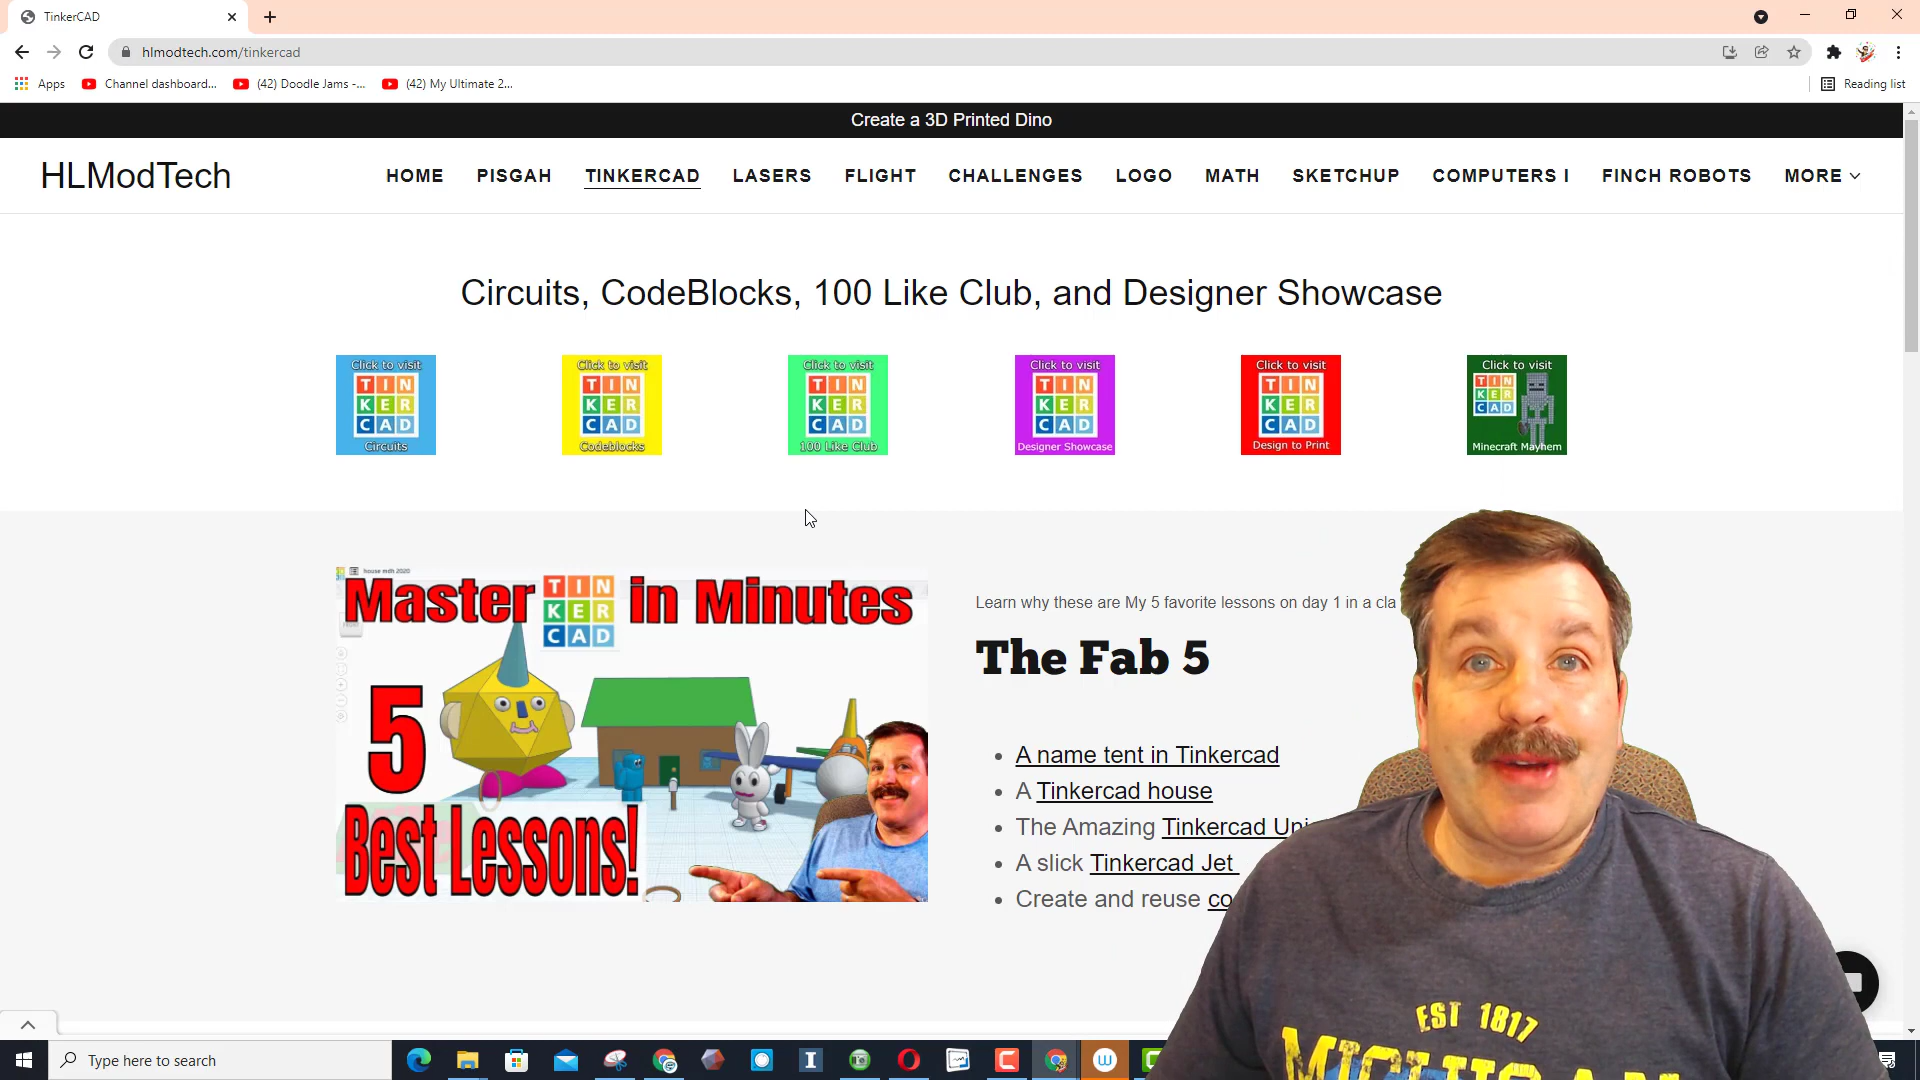 TinkerCAD
hlmodtech.com/tinkercad
Apps
Channel dashboard...
(42) Doodle Jams -...
(42) My Ultimate 2...
Reading list
Create a 3D Printed Dino
HLModTech
HOME PISGAH TINKERCAD LASERS FLIGHT CHALLENGES LOGO MATH SKETCHUP COMPUTERS I FINCH ROBOTS MORE
Circuits, CodeBlocks, 100 Like Club, and Designer Showcase
Click to visit
TIN
KER
CAD
Circuits
Click to visit
TIN
KER
CAD
Codeblocks
Click to visit
TIN
KER
CAD
100 Like Club
Click to visit
TIN
KER
CAD
Designer Showcase
Click to visit
TIN
KER
CAD
Design to Print
Click to visit
TIN
KER
CAD
Minecraft Mayhem
house mdh 2020
Master TINKERCAD in Minutes
5
Best Lessons!
Learn why these are My 5 favorite lessons on day 1 in a cla
The Fab 5
A name tent in Tinkercad
A Tinkercad house
The Amazing Tinkercad Uni
A slick Tinkercad Jet
Create and reuse co
EST 1817
Type here to search